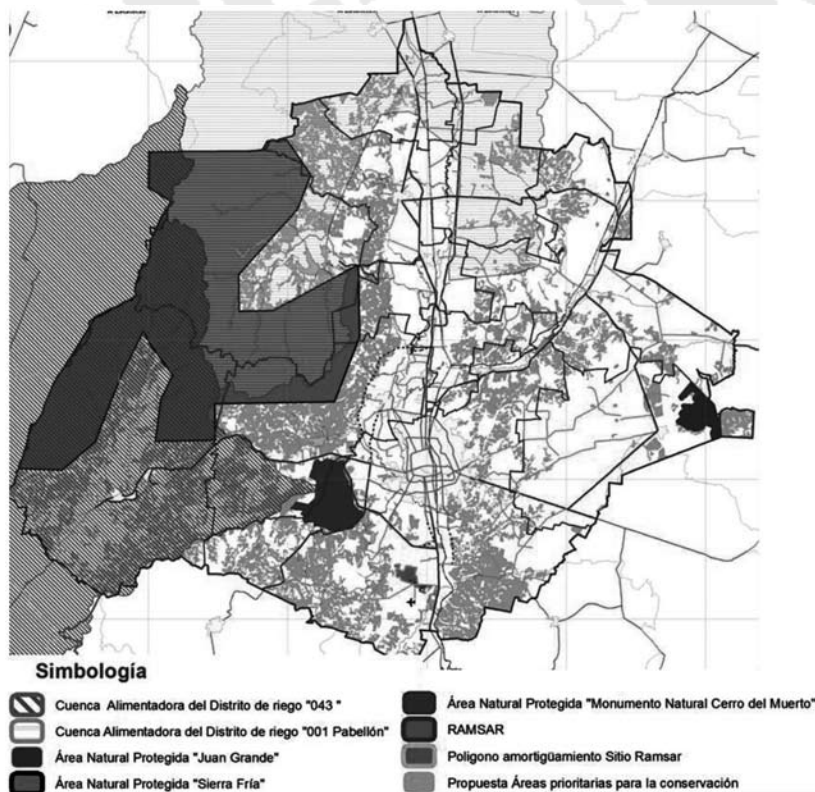 Simbología
Cuenca Alimentadora del Distrito de riego "043 "
Cuenca Alimentadora del Distrito de riego "001 Pabellón"
Área Natural Protegida "Juan Grande"
Área Natural Protegida "Sierra Fría"
Área Natural Protegida "Monumento Natural Cerro del Muerto"
RAMSAR
Poligono amortigüamiento Sitio Ramsar
Propuesta Áreas prioritarias para la conservación